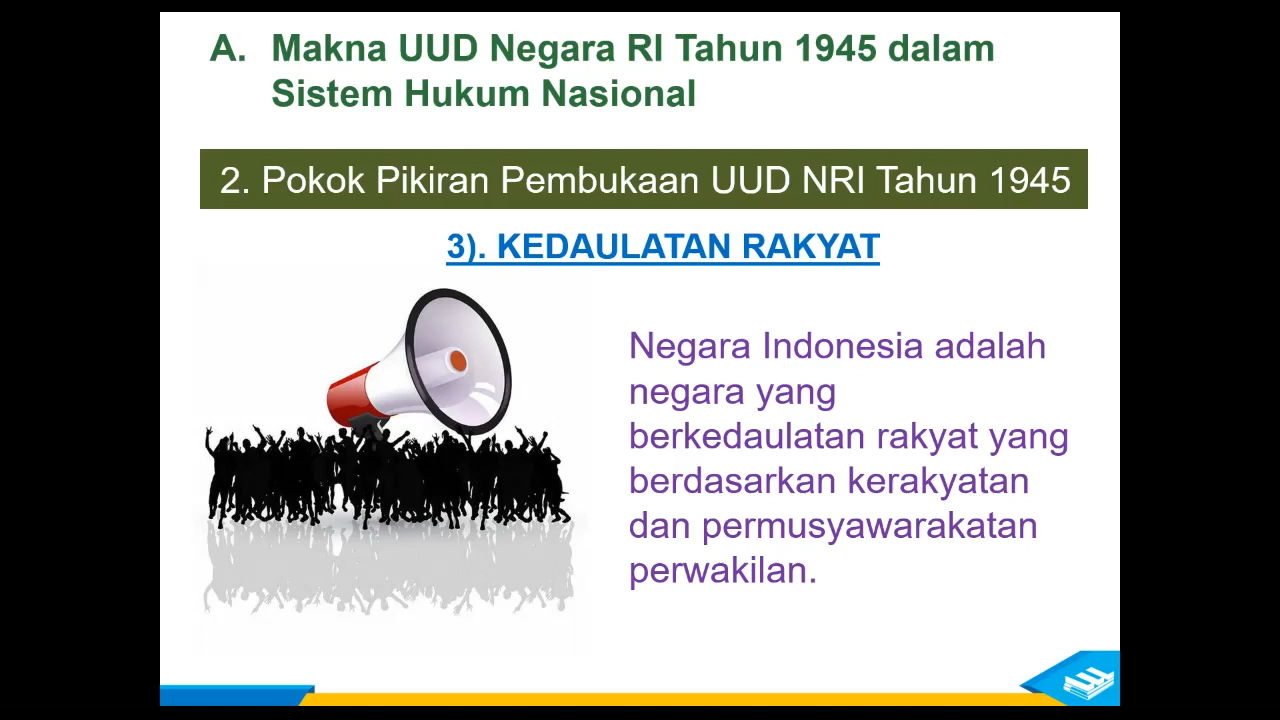 A. Makna UUD Negara RI Tahun 1945 dalam
Sistem Hukum Nasional
2. Pokok Pikiran Pembukaan UUD NRI Tahun 1945
3). KEDAULATAN RAKYAT
Negara Indonesia adalah
negara yang
berkedaulatan rakyat yang
berdasarkan kerakyatan
dan permusyawarakatan
perwakilan.